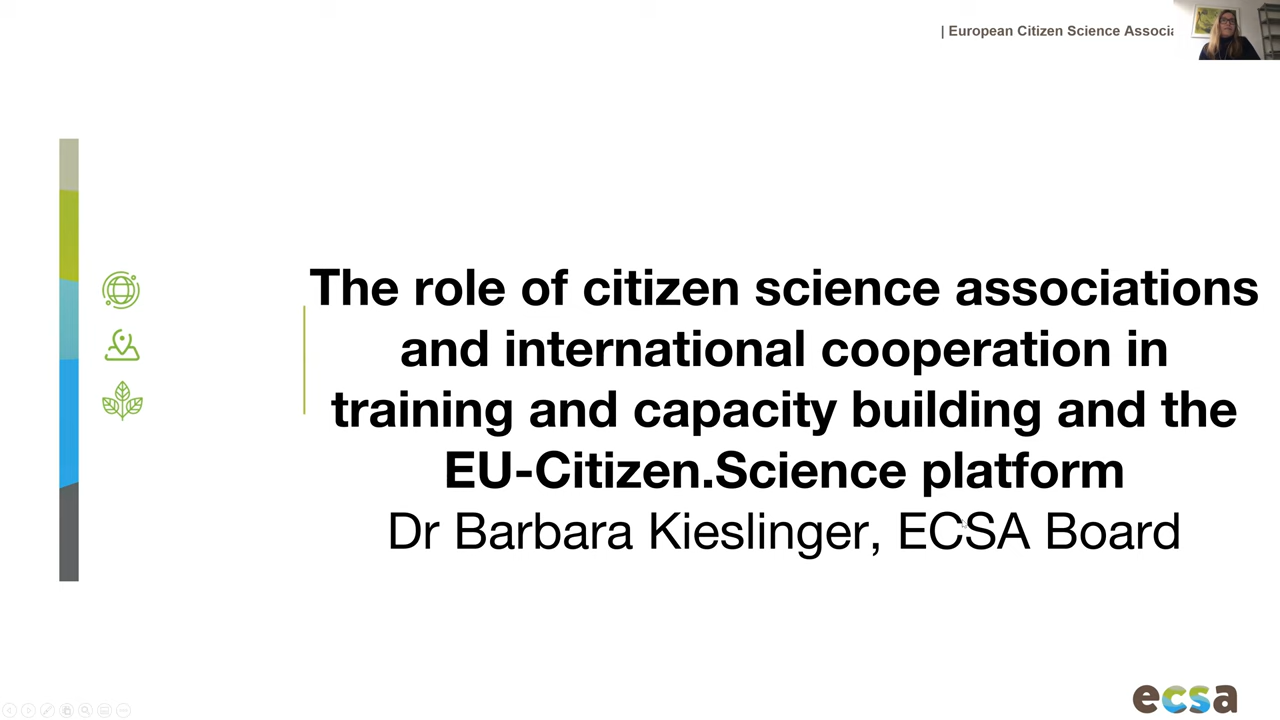 | European Citizen Science
The role of citizen science associations
and international cooperation in
training and capacity building and the
EU-Citizen.Science platform
Dr Barbara Kieslinger, ECSA Board
ecsa